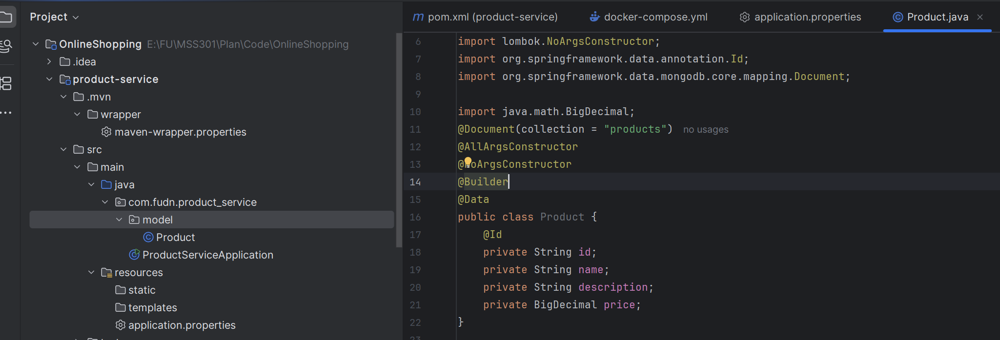 Project
OnlineShopping E:\FU\MSS301\Plan\Code\OnlineShopping
.idea
product-service
.mvn
wrapper
maven-wrapper.properties
src
main
java
com.fudn.product_service
model
Product
ProductServiceApplication
resources
static
templates
application.properties
pom.xml (product-service) docker-compose.yml application.properties Product.java
6 import lombok.NoArgsConstructor;
7 import org.springframework.data.annotation.Id;
8 import org.springframework.data.mongodb.core.mapping.Document;
9
10 import java.math.BigDecimal;
11 @Document(collection = "products") no usages
12 @AllArgsConstructor
13 @NoArgsConstructor
14 @Builder
15 @Data
16 public class Product {
17     @Id
18     private String id;
19     private String name;
20     private String description;
21     private BigDecimal price;
22 }
23